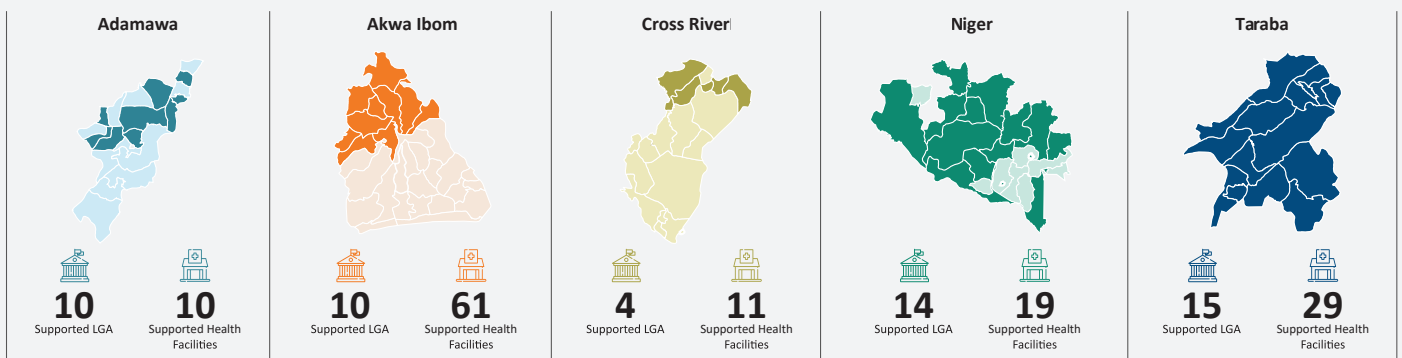 Adamawa
10
Supported LGA
10
Supported Health
Facilities
Akwa Ibom
10
Supported LGA
61
Supported Health
Facilities
Cross River
4
Supported LGA
11
Supported Health
Facilities
Niger
14
Supported LGA
19
Supported Health
Facilities
Taraba
15
Supported LGA
29
Supported Health
Facilities